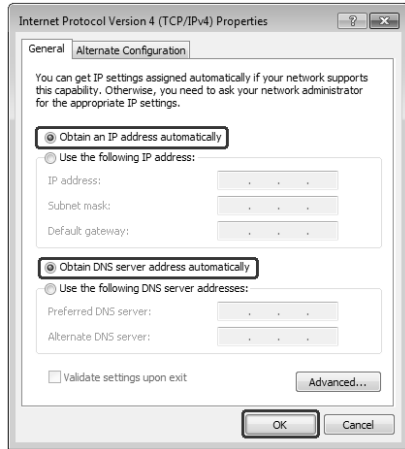 Internet Protocol Version 4 (TCP/IPv4) Properties
General
Alternate Configuration
You can get IP settings assigned automatically if your network supports
this capability. Otherwise, you need to ask your network administrator
for the appropriate IP settings.
Obtain an IP address automatically
Use the following IP address:
IP address:
Subnet mask:
Default gateway:
Obtain DNS server address automatically
Use the following DNS server addresses:
Preferred DNS server:
Alternate DNS server:
Validate settings upon exit
Advanced...
OK
Cancel